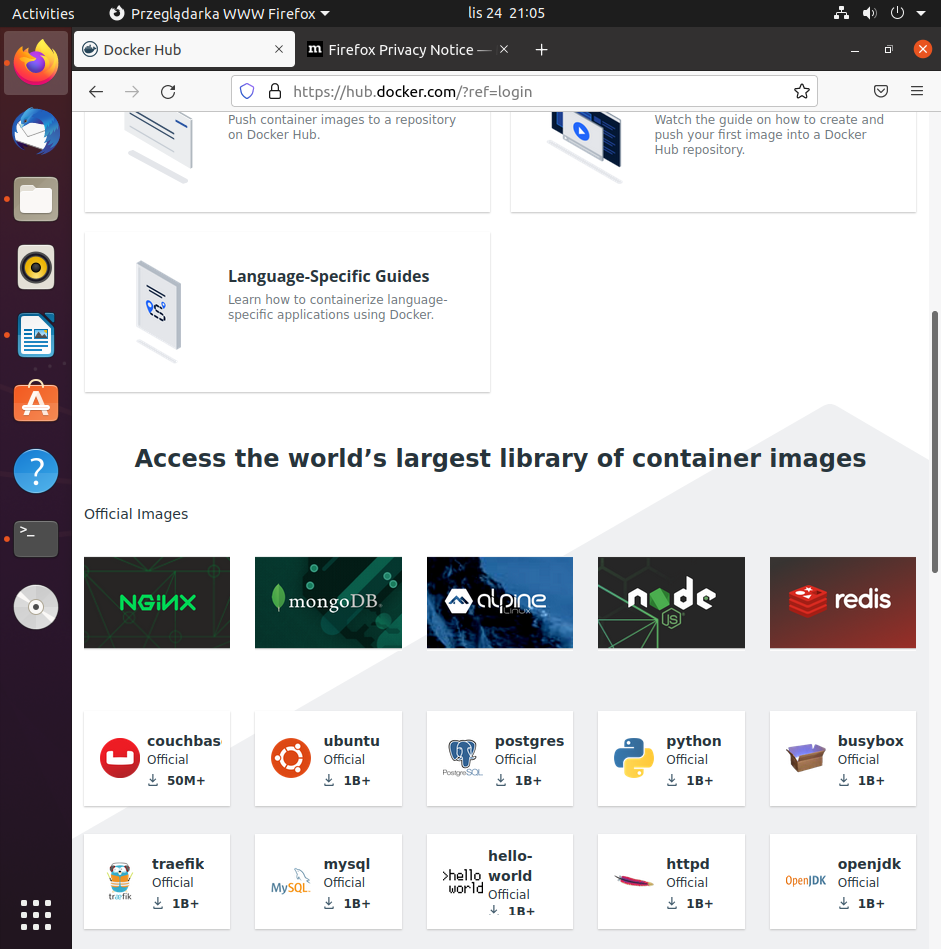 Activities
Przeglądarka WWW Firefox
lis 24 21:05
Docker Hub
m
Firefox Privacy Notice —
https://hub.docker.com/?ref=login
Push container images to a repository
on Docker Hub.
Watch the guide on how to create and
push your first image into a Docker
Hub repository.
Language-Specific Guides
Learn how to containerize language-
specific applications using Docker.
Access the world’s largest library of container images
Official Images
NGINX
mongoDB.
alpine
Linux
node
JS
redis
couchbas
Official
50M+
ubuntu
Official
1B+
PostgreSQL
postgres
Official
1B+
python
Official
1B+
busybox
Official
1B+
træfik
traefik
Official
1B+
MySQL
mysql
Official
1B+
>hello
world
hello-
world
Official
1B+
httpd
Official
1B+
OpenJDK
openjdk
Official
1B+
?
>_